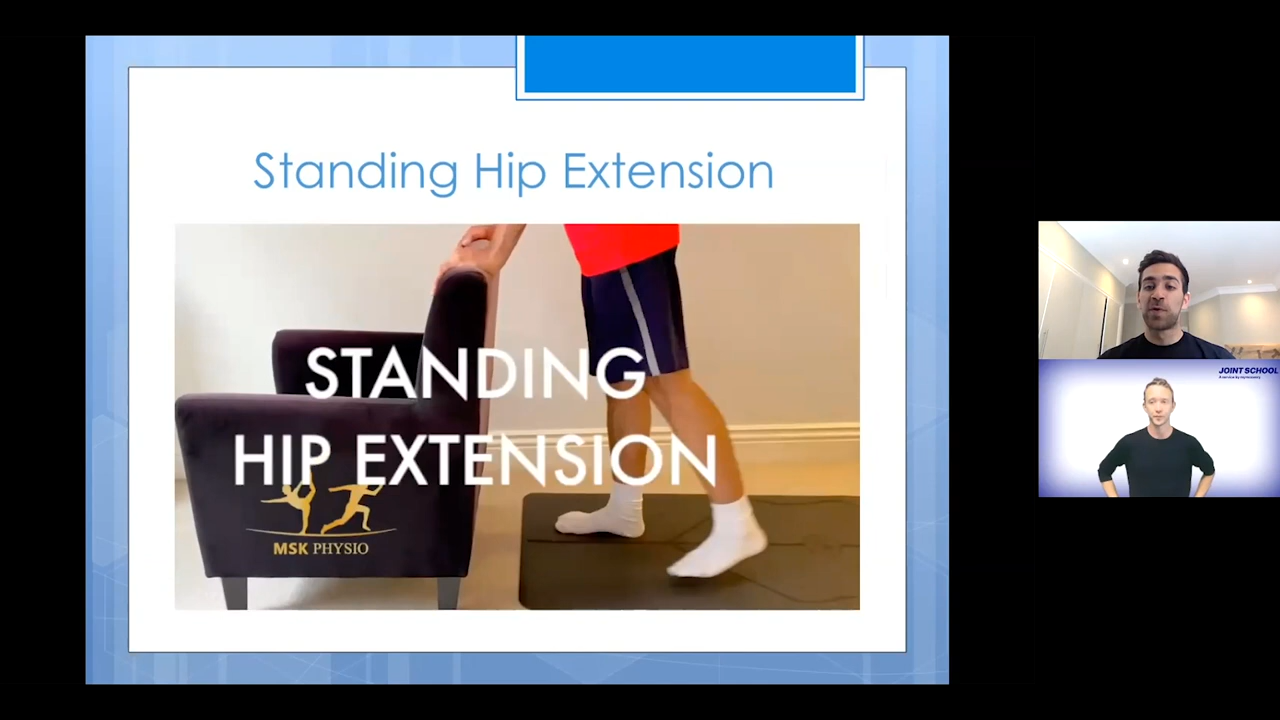 Standing Hip Extension
STANDING
HIP EXTENSION
MSK PHYSIO
JOINT SCHOOL